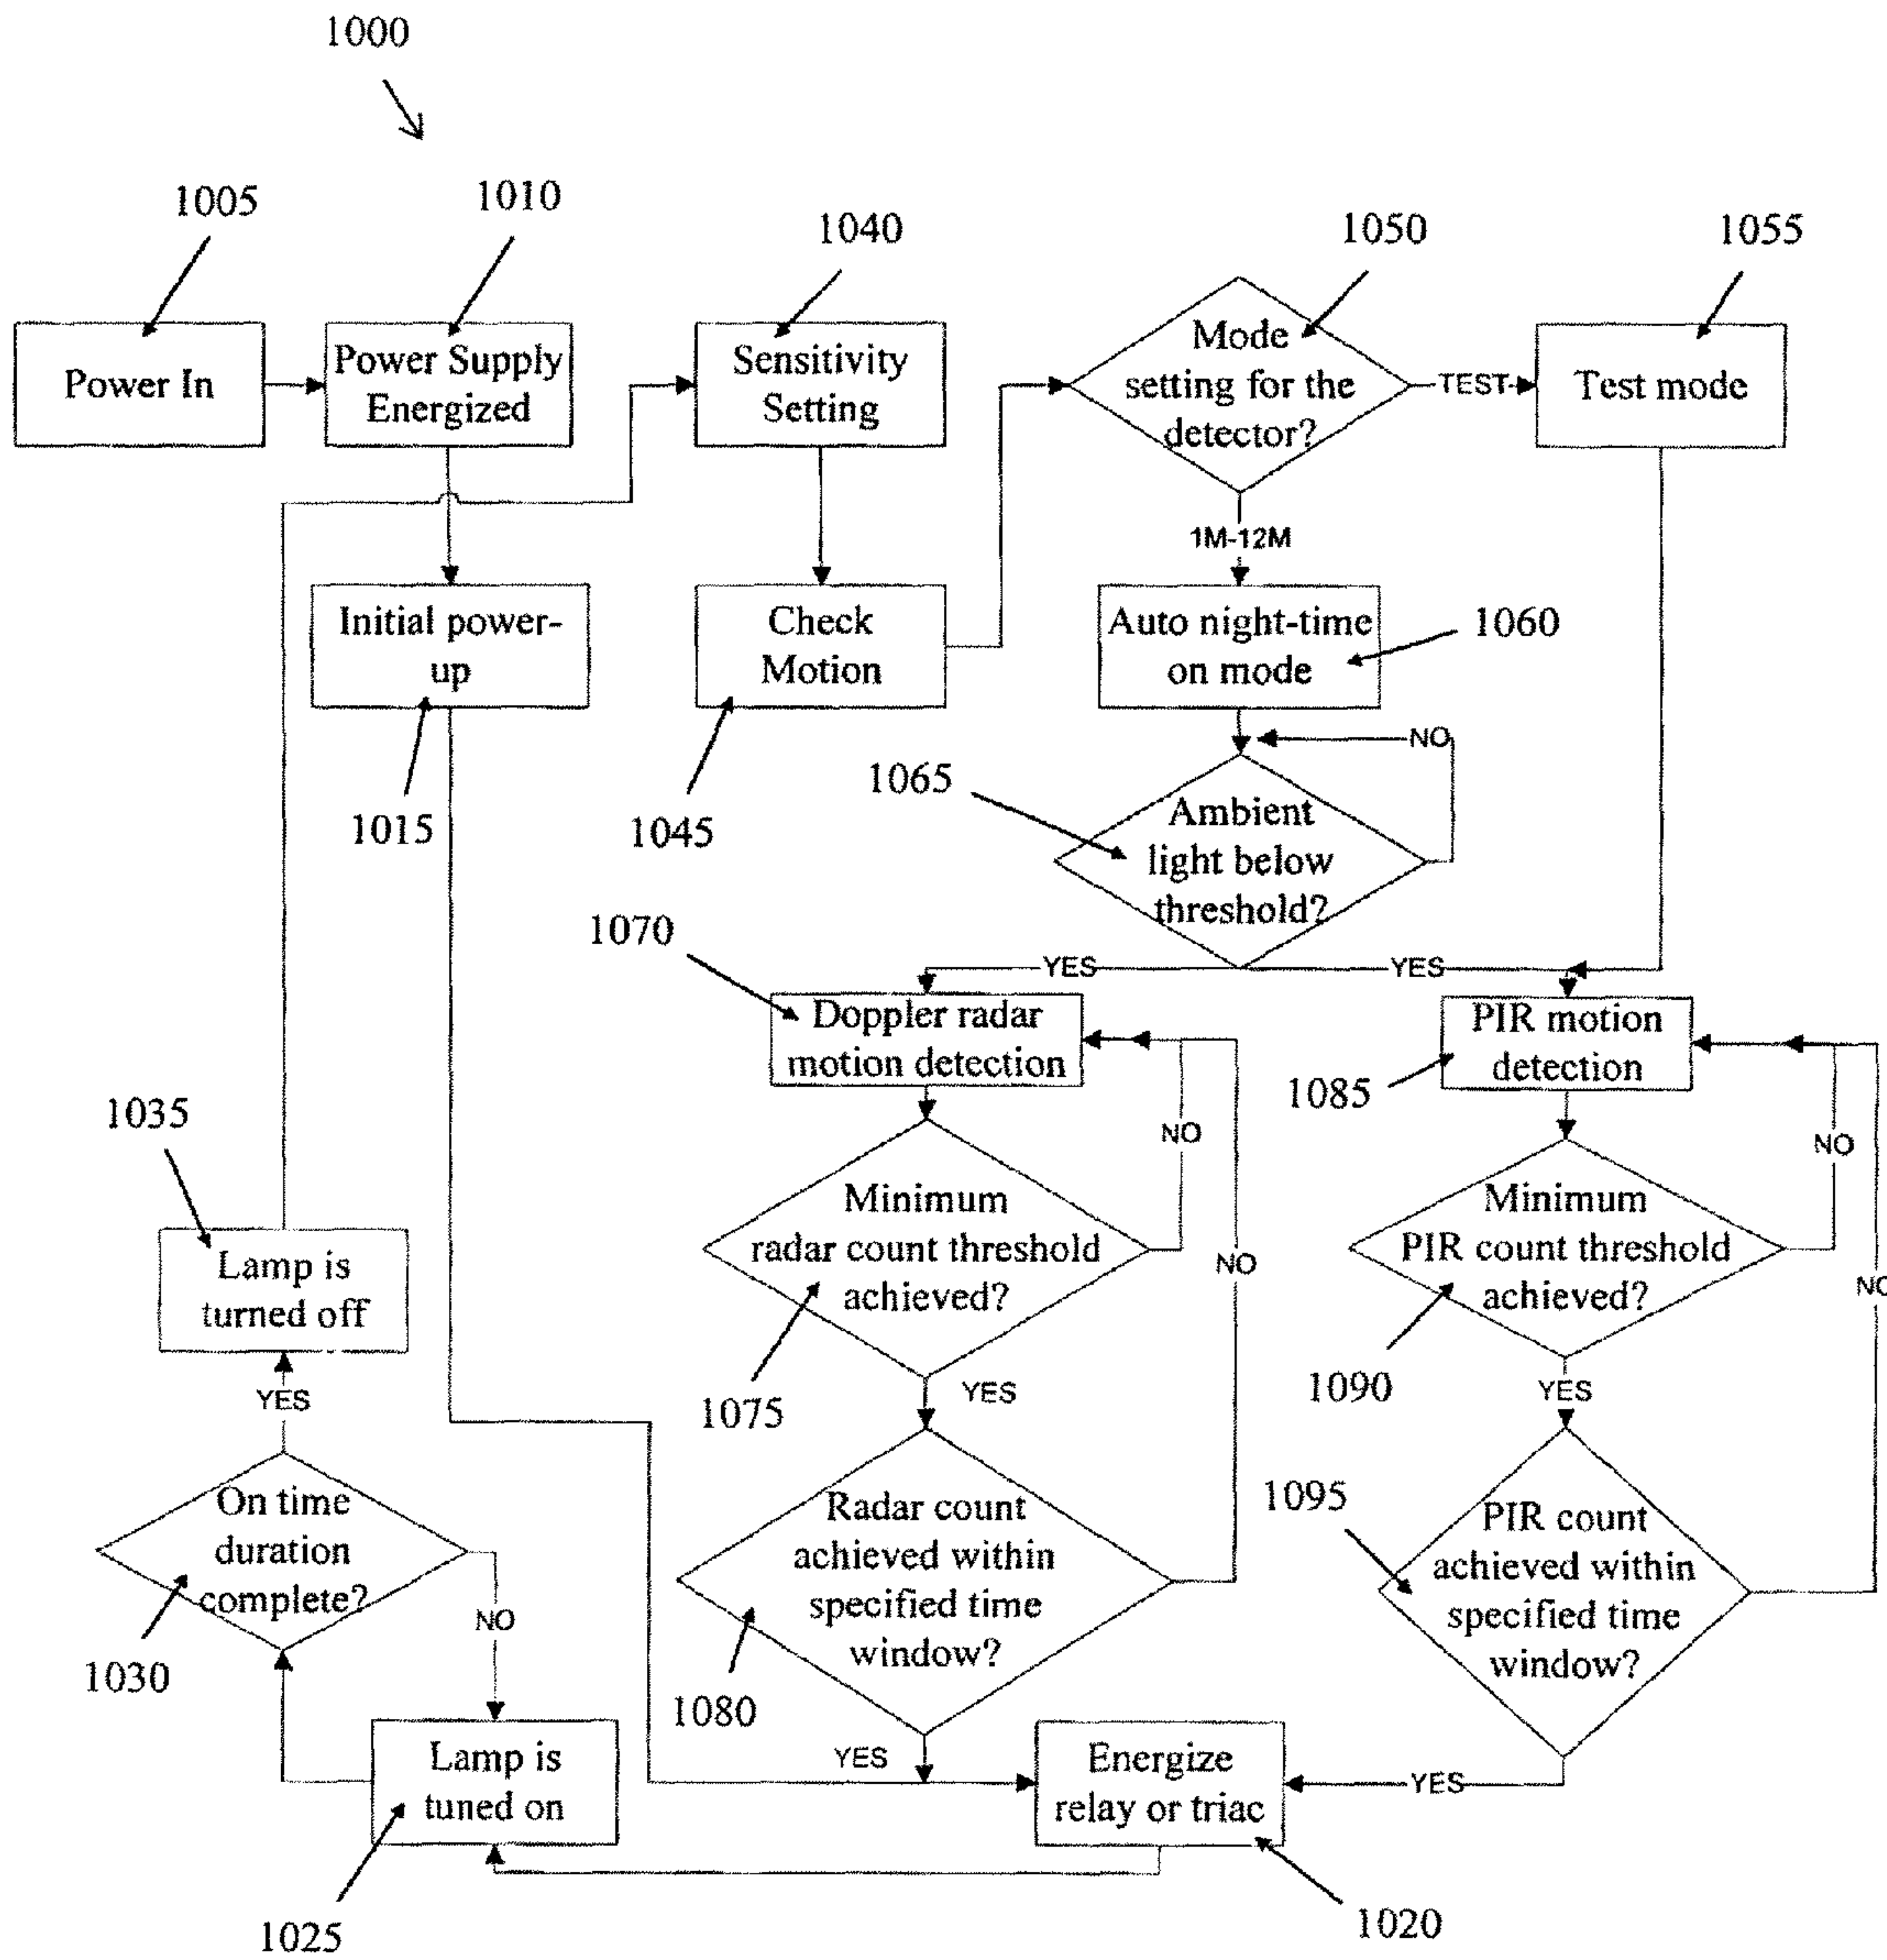 1000
1005
1010
1040
1050
1055
Power In
Power Supply
Energized
Sensitivity
Setting
Mode
setting for the
detector?
TEST
Test mode
1M-12M
Initial power-
up
Check
Motion
Auto night-time
on mode
1060
1015
1045
NO
1065
Ambient
light below
threshold?
1070
YES
YES
Doppler radar
motion detection
PIR motion
detection
1085
1035
NO
NO
Lamp is
turned off
Minimum
radar count threshold
achieved?
NO
Minimum
PIR count threshold
achieved?
NO
YES
1075
YES
1090
YES
On time
duration
complete?
NO
1030
Radar count
achieved within
specified time
window?
1080
1095
PIR count
achieved within
specified time
window?
YES
Lamp is
tuned on
Energize
relay or triac
YES
1025
1020